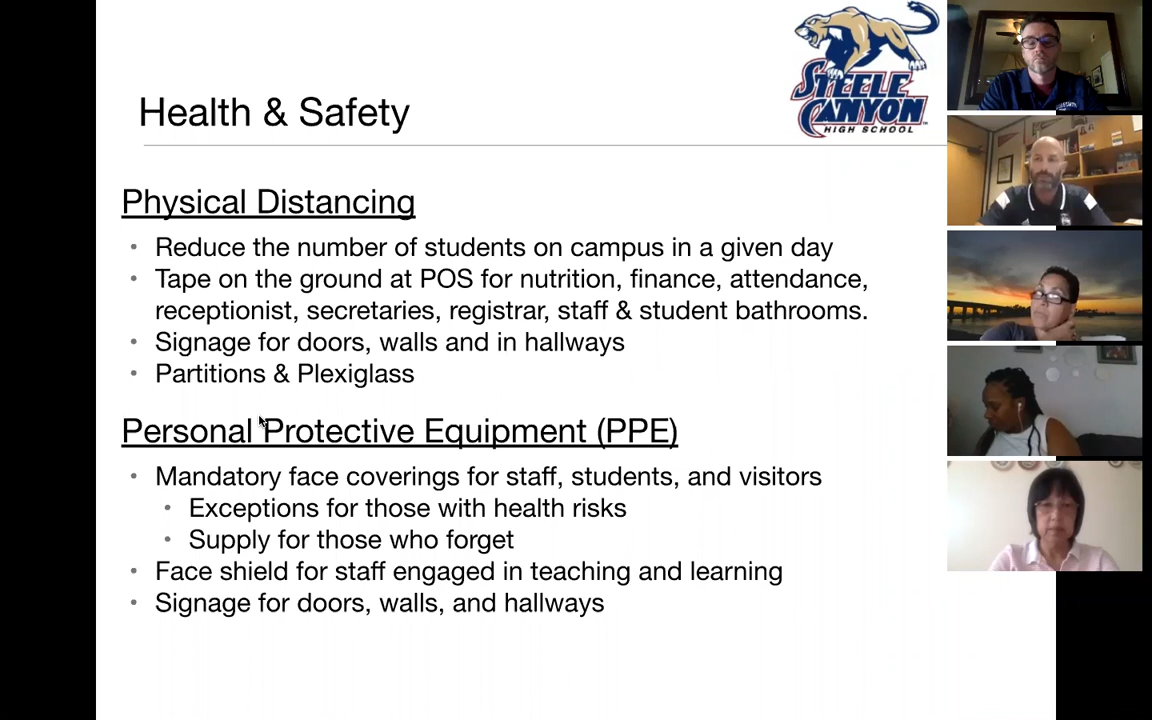 STEELE
CANYON
HIGH SCHOOL
Health & Safety
Physical Distancing
• Reduce the number of students on campus in a given day
• Tape on the ground at POS for nutrition, finance, attendance,
receptionist, secretaries, registrar, staff & student bathrooms.
• Signage for doors, walls and in hallways
• Partitions & Plexiglass
Personal Protective Equipment (PPE)
• Mandatory face coverings for staff, students, and visitors
• Exceptions for those with health risks
• Supply for those who forget
• Face shield for staff engaged in teaching and learning
• Signage for doors, walls, and hallways